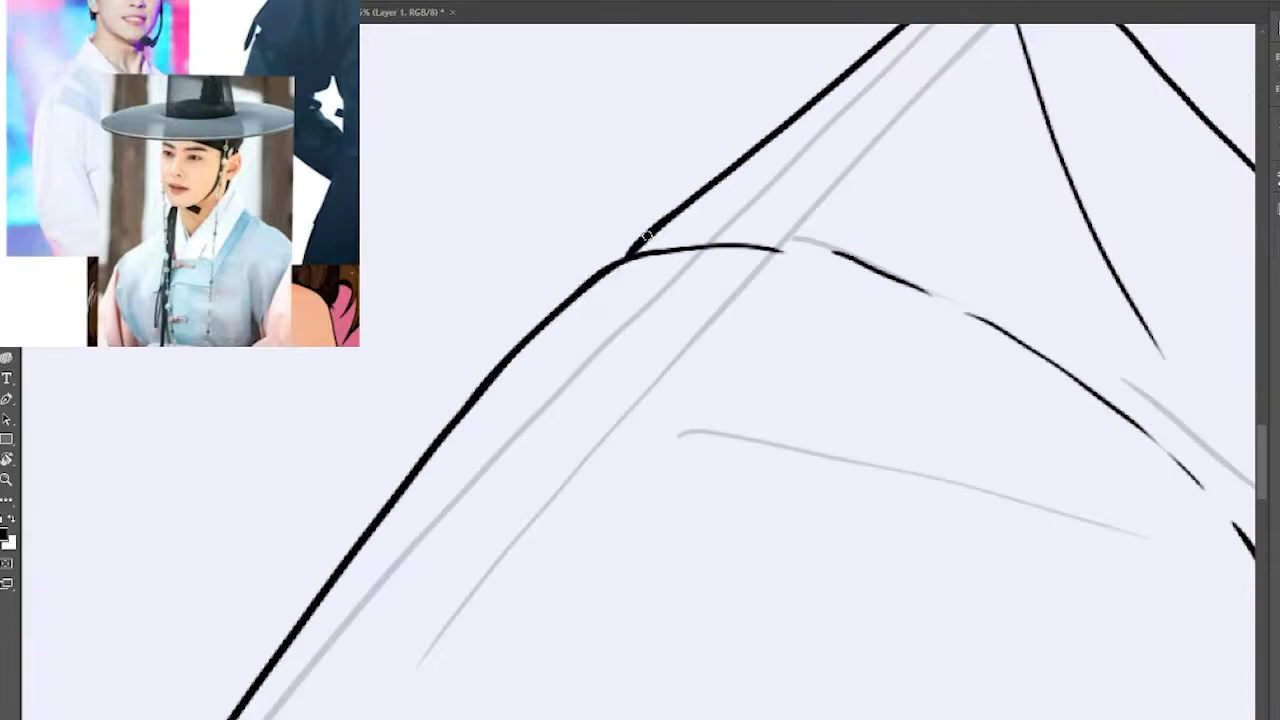 % (Layer 1, RGB/8) * ×
T